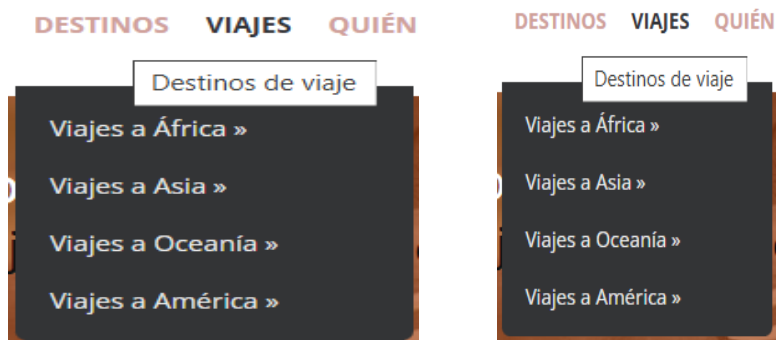 DESTINOS VIAJES QUIÉN
Destinos de viaje
Viajes a África »
Viajes a Asia »
Viajes a Oceanía »
Viajes a América »
DESTINOS VIAJES QUIÉN
Destinos de viaje
Viajes a África »
Viajes a Asia »
Viajes a Oceanía »
Viajes a América »